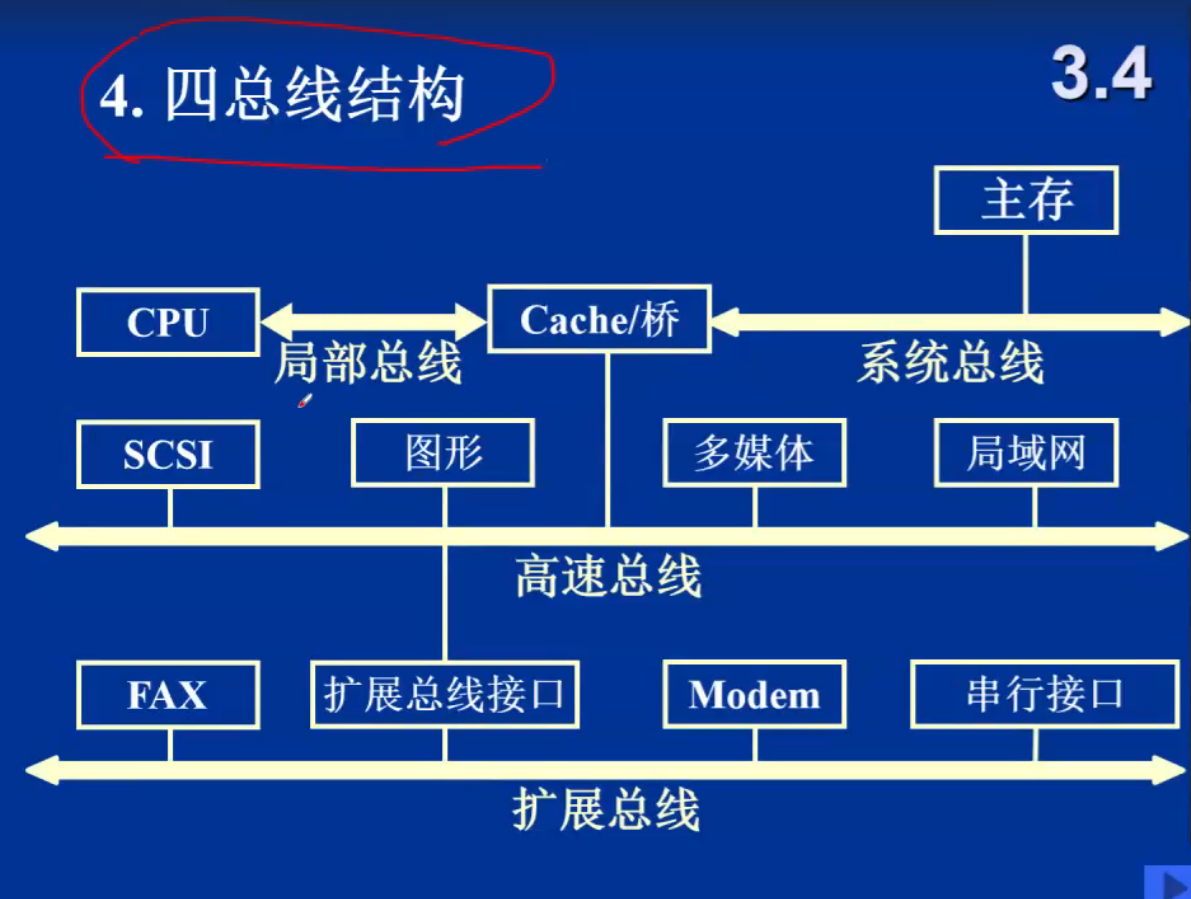 4. 四总线结构
3.4
主存
CPU
Cache/桥
局部总线
系统总线
SCSI
图形
多媒体
局域网
高速总线
FAX
扩展总线接口
Modem
串行接口
扩展总线